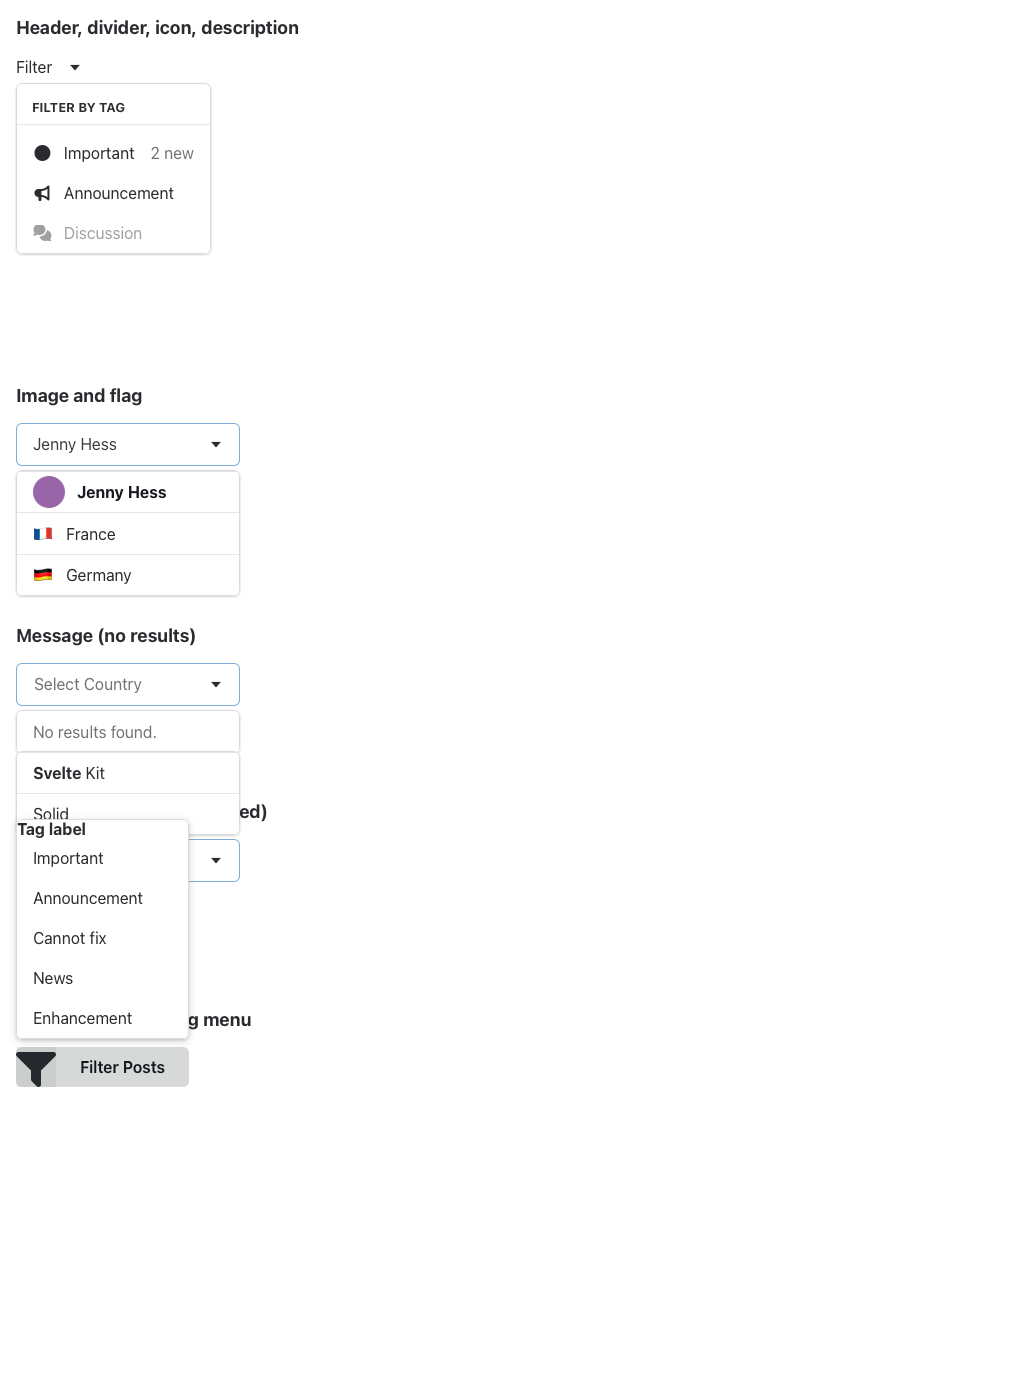 Header, divider, icon, description
Filter
FILTER BY TAG
Important 2 new
Announcement
Discussion
Image and flag
Jenny Hess
Jenny Hess
France
Germany
Message (no results)
Select Country
No results found.
Svelte Kit
Solid
ed)
Tag label
Important
Announcement
Cannot fix
News
Enhancement
g menu
Filter Posts